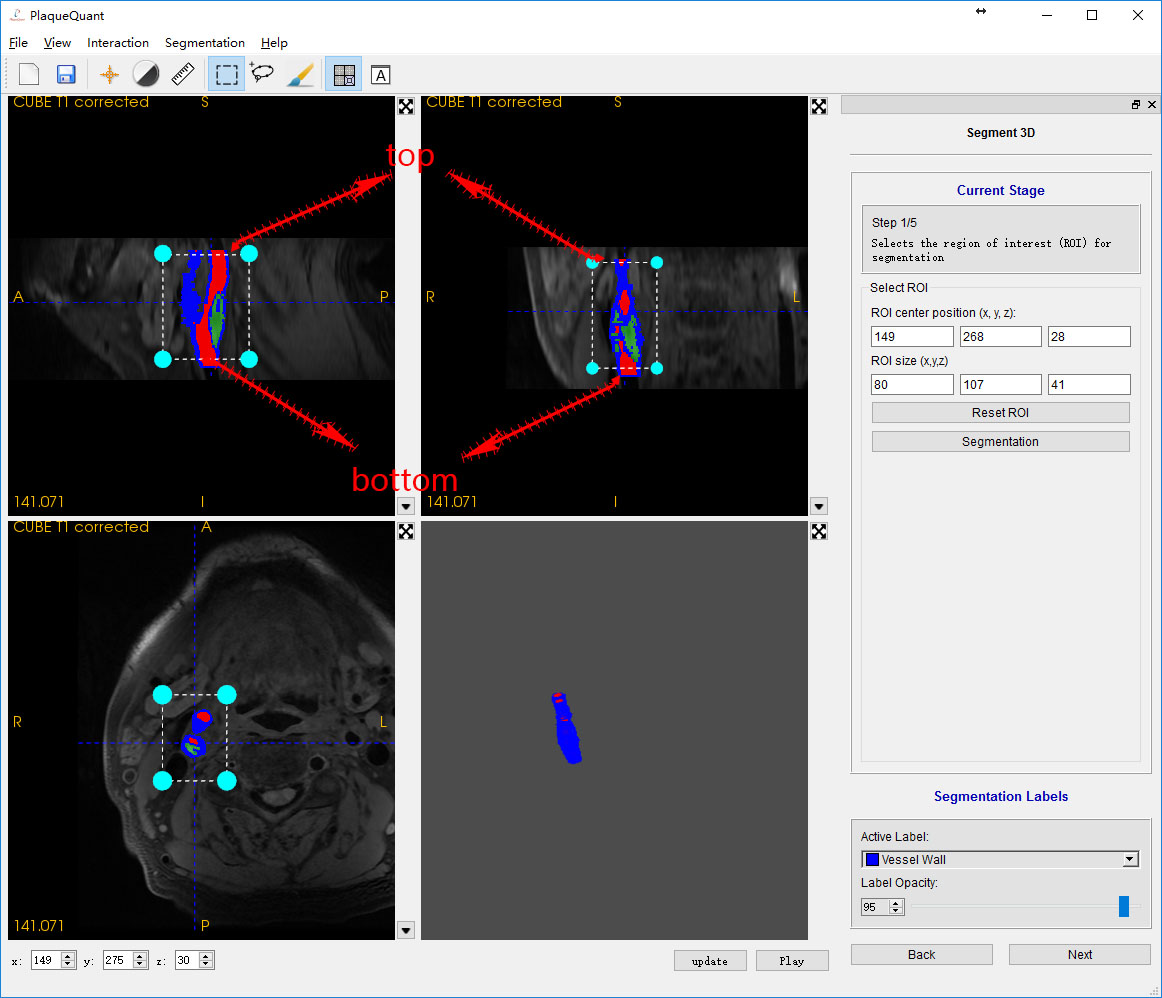 PlaqueQuant
File View Interaction Segmentation Help
A
CUBE T1 corrected
S
CUBE T1 corrected
S
top
A
P
R
L
bottom
141.071
I
141.071
I
CUBE T1 corrected
A
R
L
141.071
P
x: 149 y: 275 z: 30
update
Play
Segment 3D
Current Stage
Step 1/5
Selects the region of interest (ROI) for
segmentation
Select ROI
ROI center position (x, y, z):
149 268 28
ROI size (x,y,z)
80 107 41
Reset ROI
Segmentation
Segmentation Labels
Active Label:
Vessel Wall
Label Opacity:
95
Back
Next